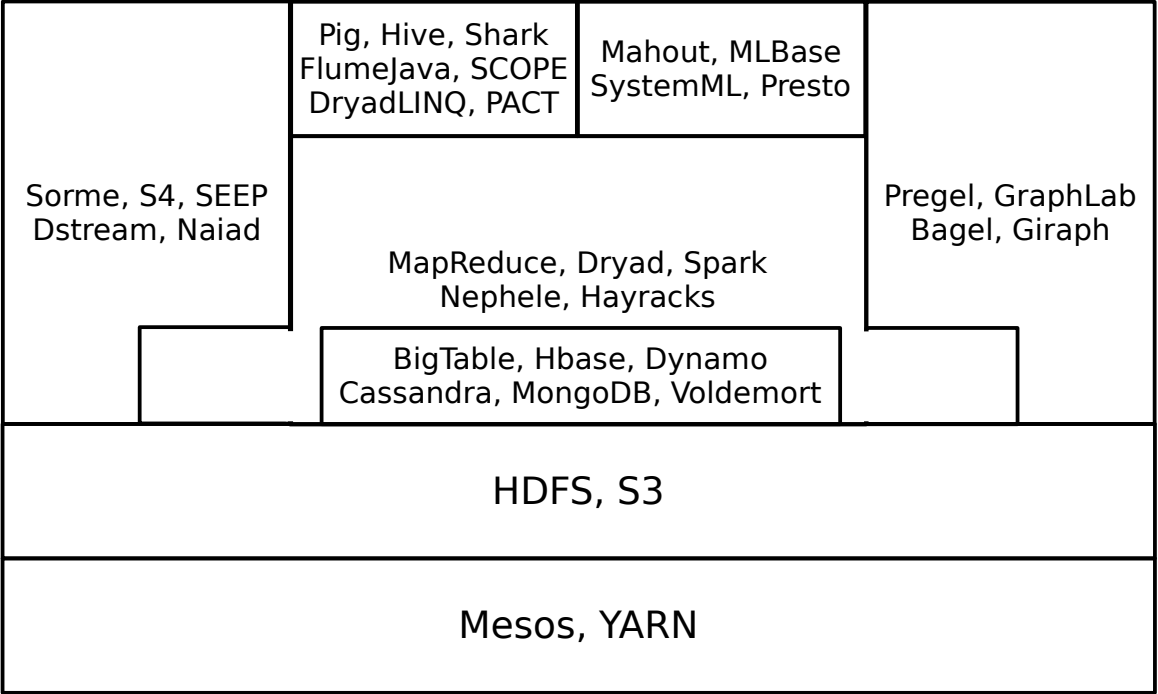 Pig, Hive, Shark
FlumeJava, SCOPE
DryadLINQ, PACT
Mahout, MLBase
SystemML, Presto
Sorme, S4, SEEP
Dstream, Naiad
Pregel, GraphLab
Bagel, Giraph
MapReduce, Dryad, Spark
Nephele, Hayracks
BigTable, Hbase, Dynamo
Cassandra, MongoDB, Voldemort
HDFS, S3
Mesos, YARN